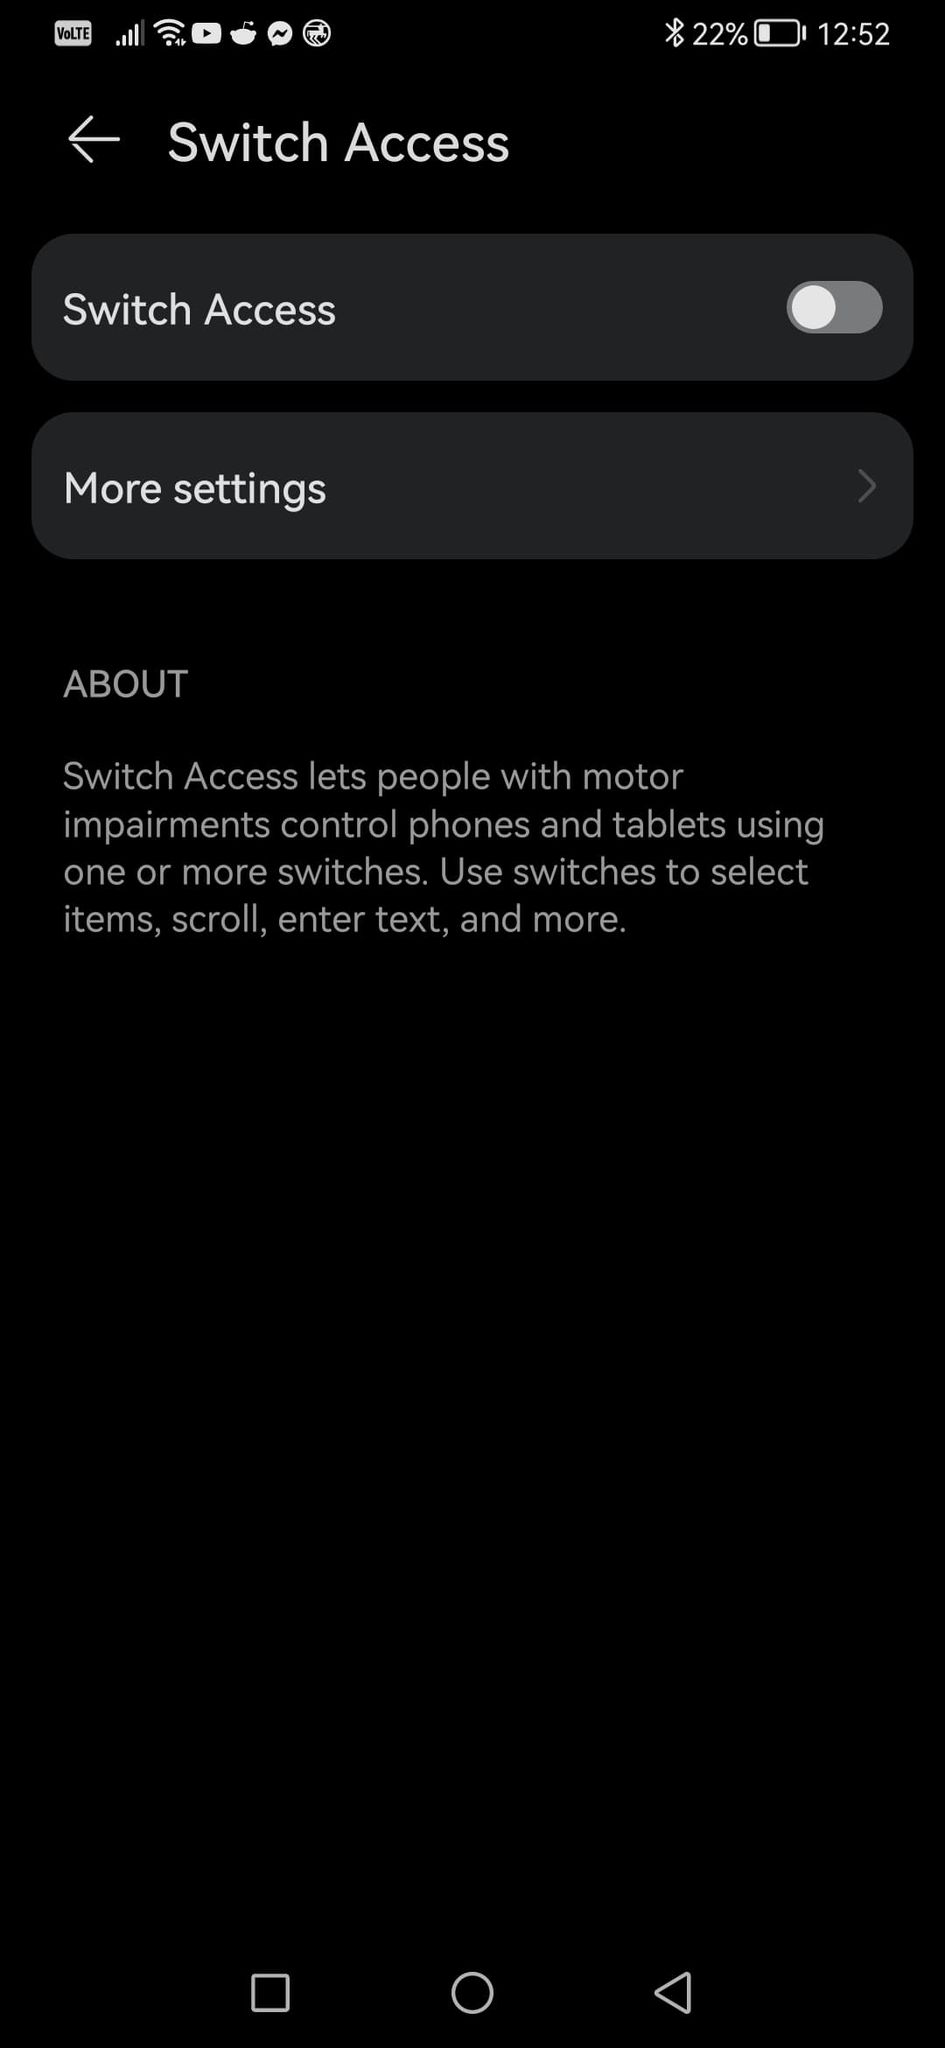 VoLTE 22% 12:52
Switch Access
Switch Access
More settings
ABOUT
Switch Access lets people with motor
impairments control phones and tablets using
one or more switches. Use switches to select
items, scroll, enter text, and more.